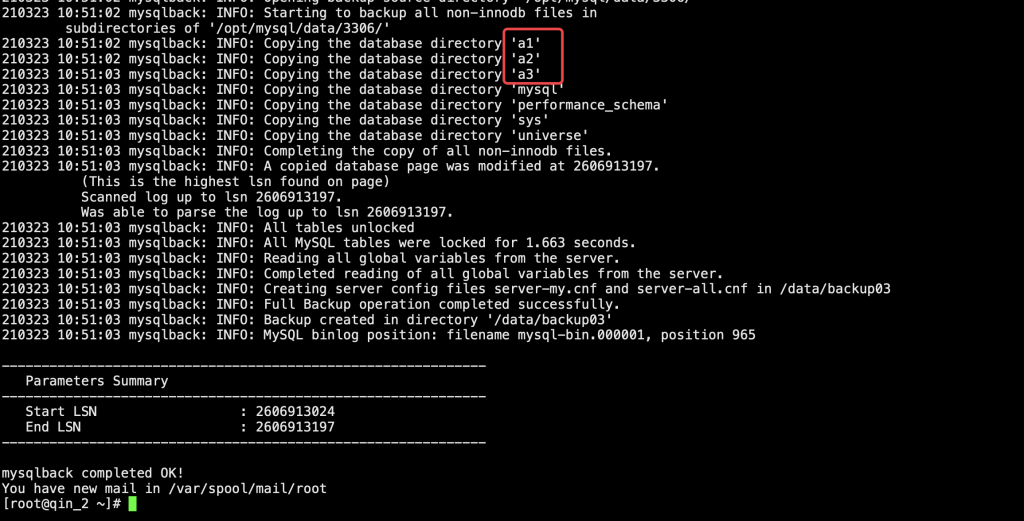 210323 10:51:02 mysqlback: INFO: Opening backup source directory '/opt/mysql/data/3306/'
210323 10:51:02 mysqlback: INFO: Starting to backup all non-innodb files in
subdirectories of '/opt/mysql/data/3306/'
210323 10:51:02 mysqlback: INFO: Copying the database directory 'a1'
210323 10:51:02 mysqlback: INFO: Copying the database directory 'a2'
210323 10:51:03 mysqlback: INFO: Copying the database directory 'a3'
210323 10:51:03 mysqlback: INFO: Copying the database directory 'mysql'
210323 10:51:03 mysqlback: INFO: Copying the database directory 'performance_schema'
210323 10:51:03 mysqlback: INFO: Copying the database directory 'sys'
210323 10:51:03 mysqlback: INFO: Copying the database directory 'universe'
210323 10:51:03 mysqlback: INFO: Completing the copy of all non-innodb files.
210323 10:51:03 mysqlback: INFO: A copied database page was modified at 2606913197.
(This is the highest lsn found on page)
Scanned log up to lsn 2606913197.
Was able to parse the log up to lsn 2606913197.
210323 10:51:03 mysqlback: INFO: All tables unlocked
210323 10:51:03 mysqlback: INFO: All MySQL tables were locked for 1.663 seconds.
210323 10:51:03 mysqlback: INFO: Reading all global variables from the server.
210323 10:51:03 mysqlback: INFO: Completed reading of all global variables from the server.
210323 10:51:03 mysqlback: INFO: Creating server config files server-my.cnf and server-all.cnf in /data/backup03
210323 10:51:03 mysqlback: INFO: Full Backup operation completed successfully.
210323 10:51:03 mysqlback: INFO: Backup created in directory '/data/backup03'
210323 10:51:03 mysqlback: INFO: MySQL binlog position: filename mysql-bin.000001, position 965
-------------------------------------------------------------
Parameters Summary
-------------------------------------------------------------
Start LSN : 2606913024
End LSN : 2606913197
-------------------------------------------------------------
mysqlback completed OK!
You have new mail in /var/spool/mail/root
[root@qin_2 ~]#